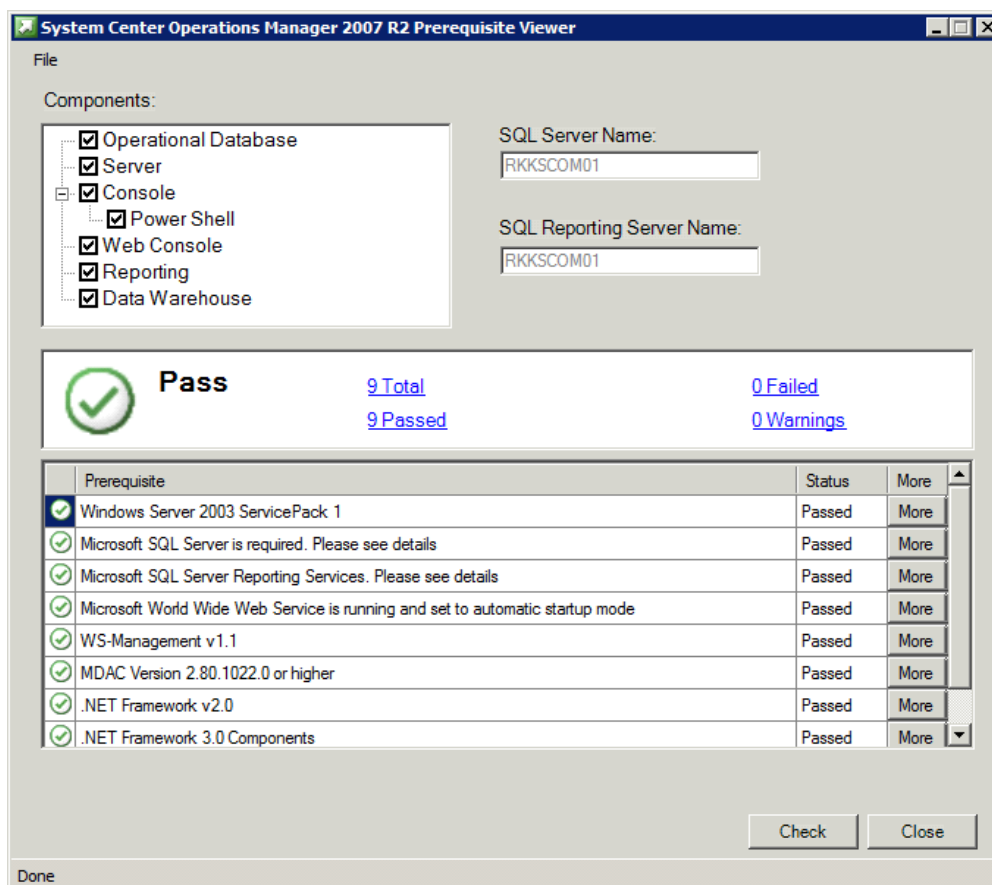 System Center Operations Manager 2007 R2 Prerequisite Viewer
File
Components:
Operational Database
Server
Console
Power Shell
Web Console
Reporting
Data Warehouse
SQL Server Name:
RKKSCOM01
SQL Reporting Server Name:
RKKSCOM01
Pass
9 Total
0 Failed
9 Passed
0 Warnings
Prerequisite Status More
Windows Server 2003 ServicePack 1 Passed More
Microsoft SQL Server is required. Please see details Passed More
Microsoft SQL Server Reporting Services. Please see details Passed More
Microsoft World Wide Web Service is running and set to automatic startup mode Passed More
WS-Management v1.1 Passed More
MDAC Version 2.80.1022.0 or higher Passed More
.NET Framework v2.0 Passed More
.NET Framework 3.0 Components Passed More
Check Close
Done